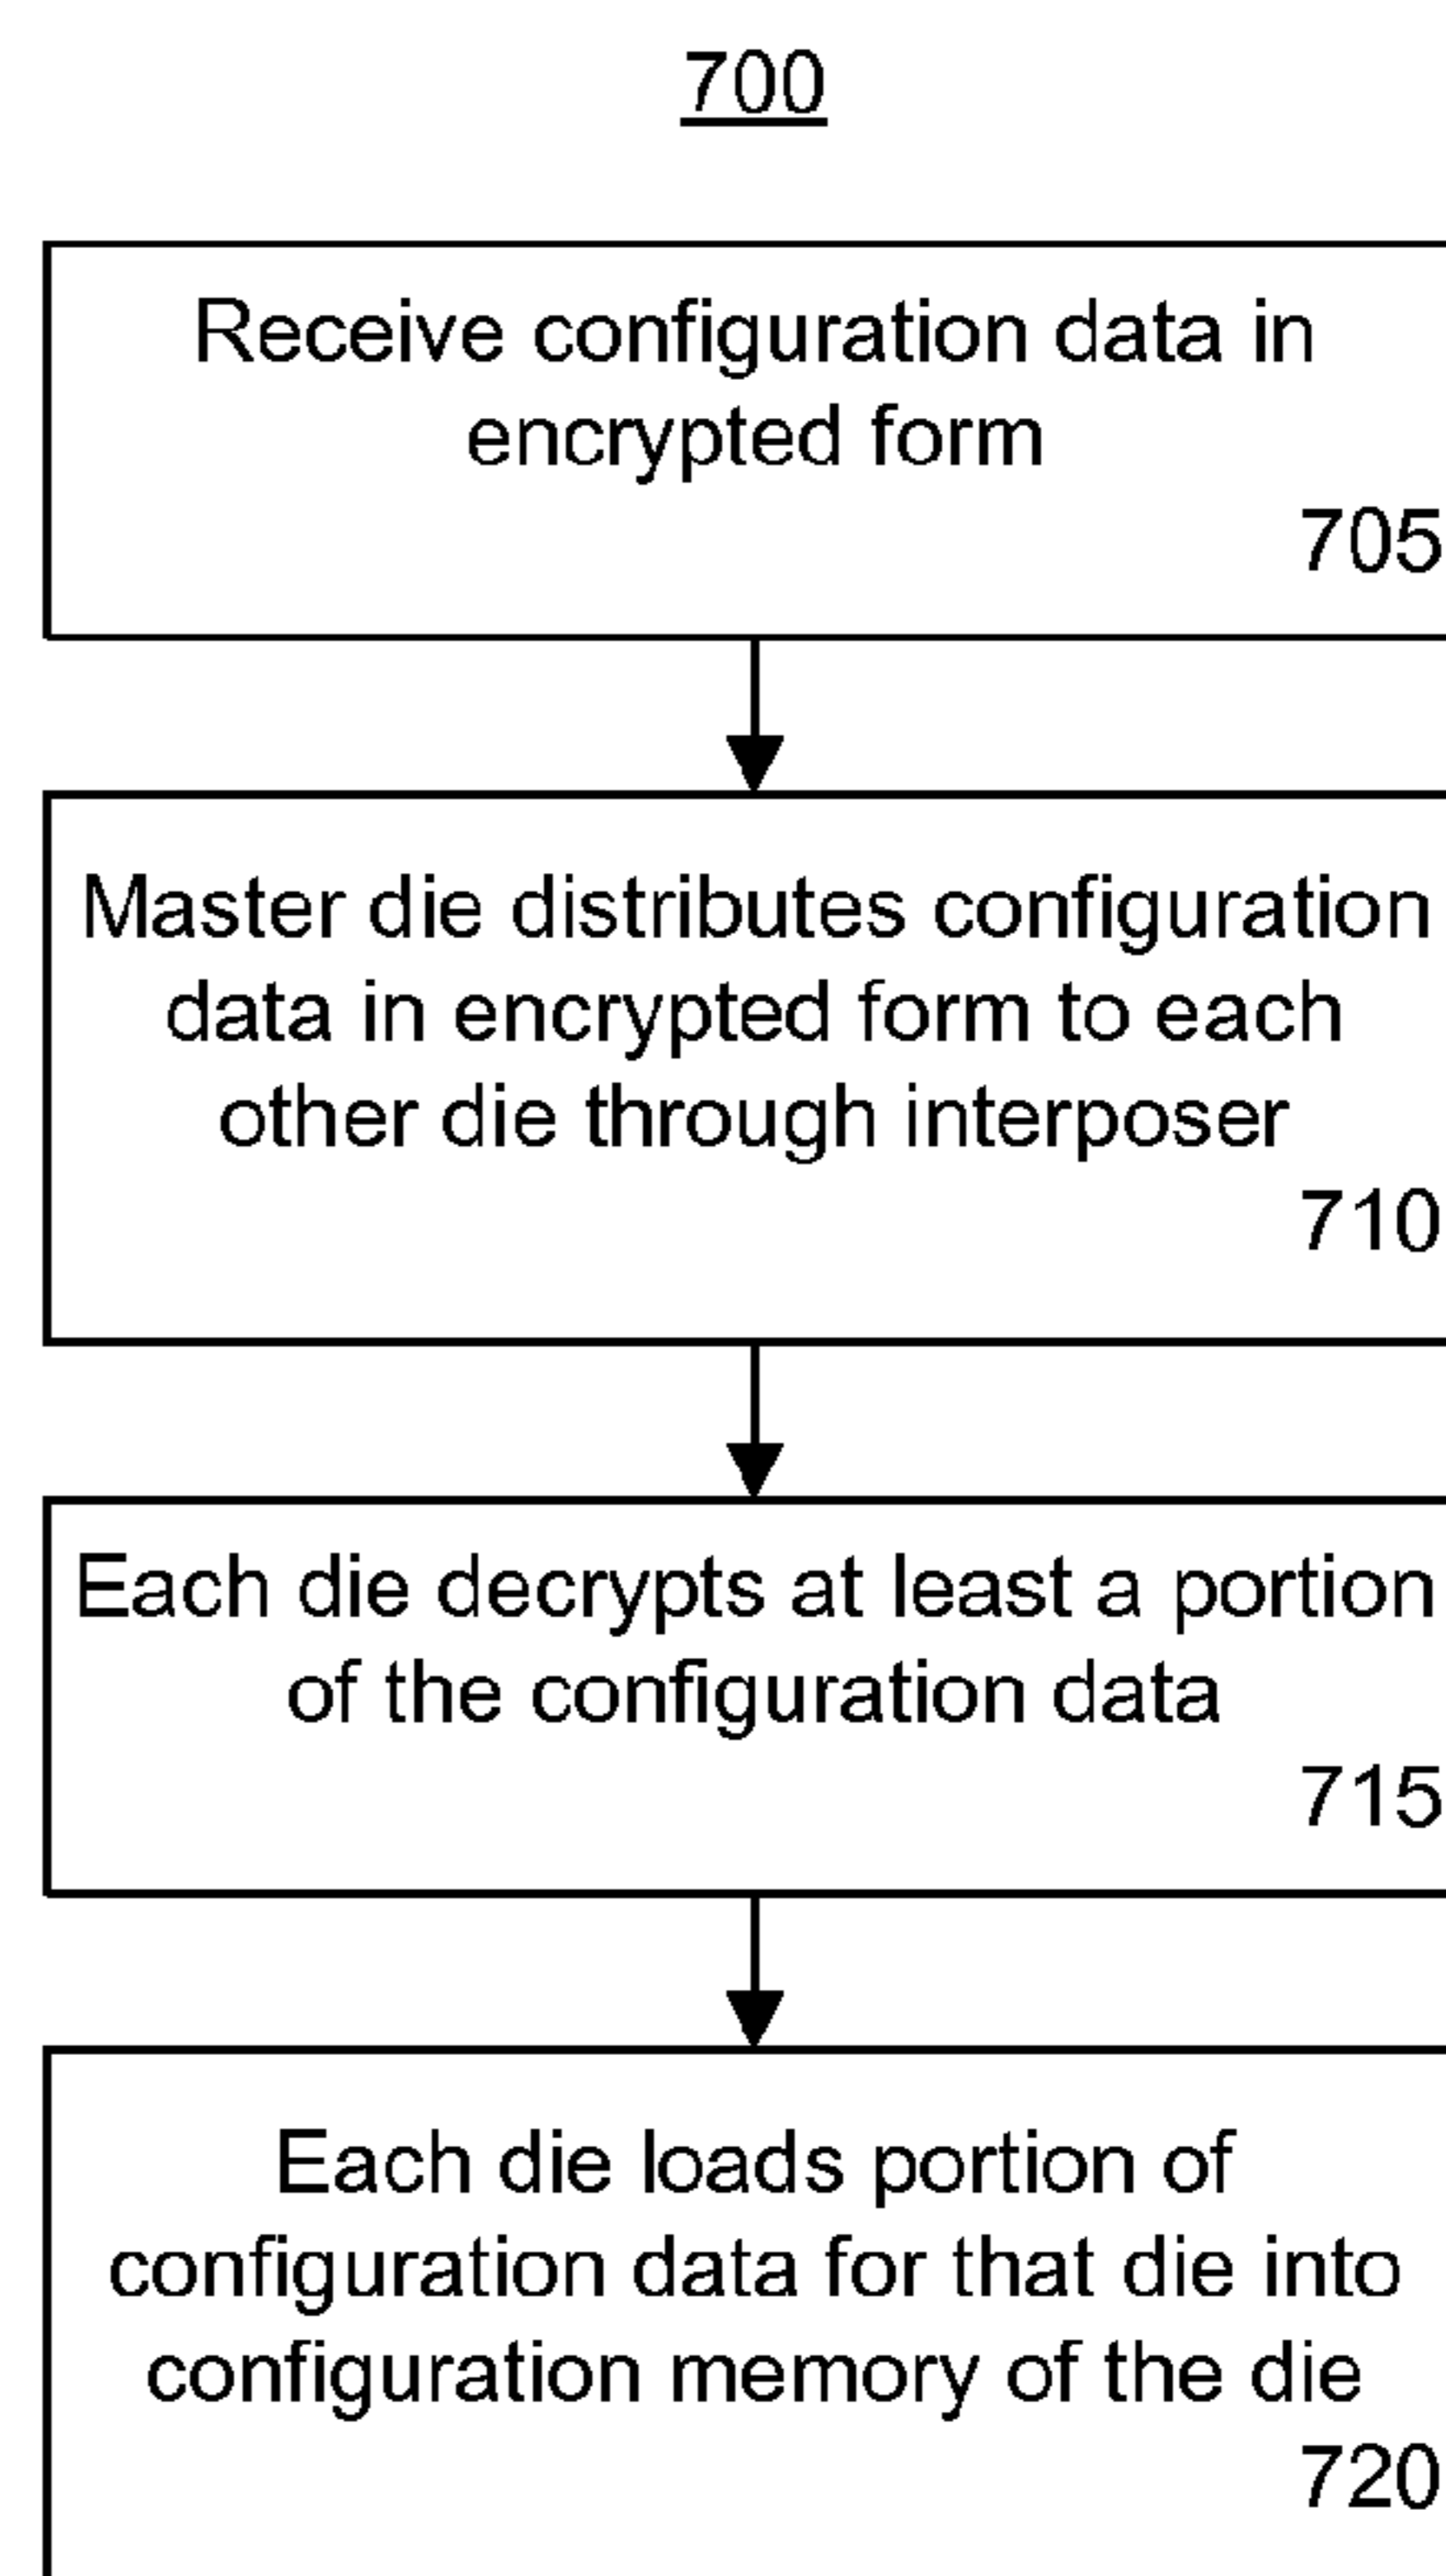 700
Receive configuration data in
encrypted form
705
Master die distributes configuration
data in encrypted form to each
other die through interposer
710
Each die decrypts at least a portion
of the configuration data
715
Each die loads portion of
configuration data for that die into
configuration memory of the die
720